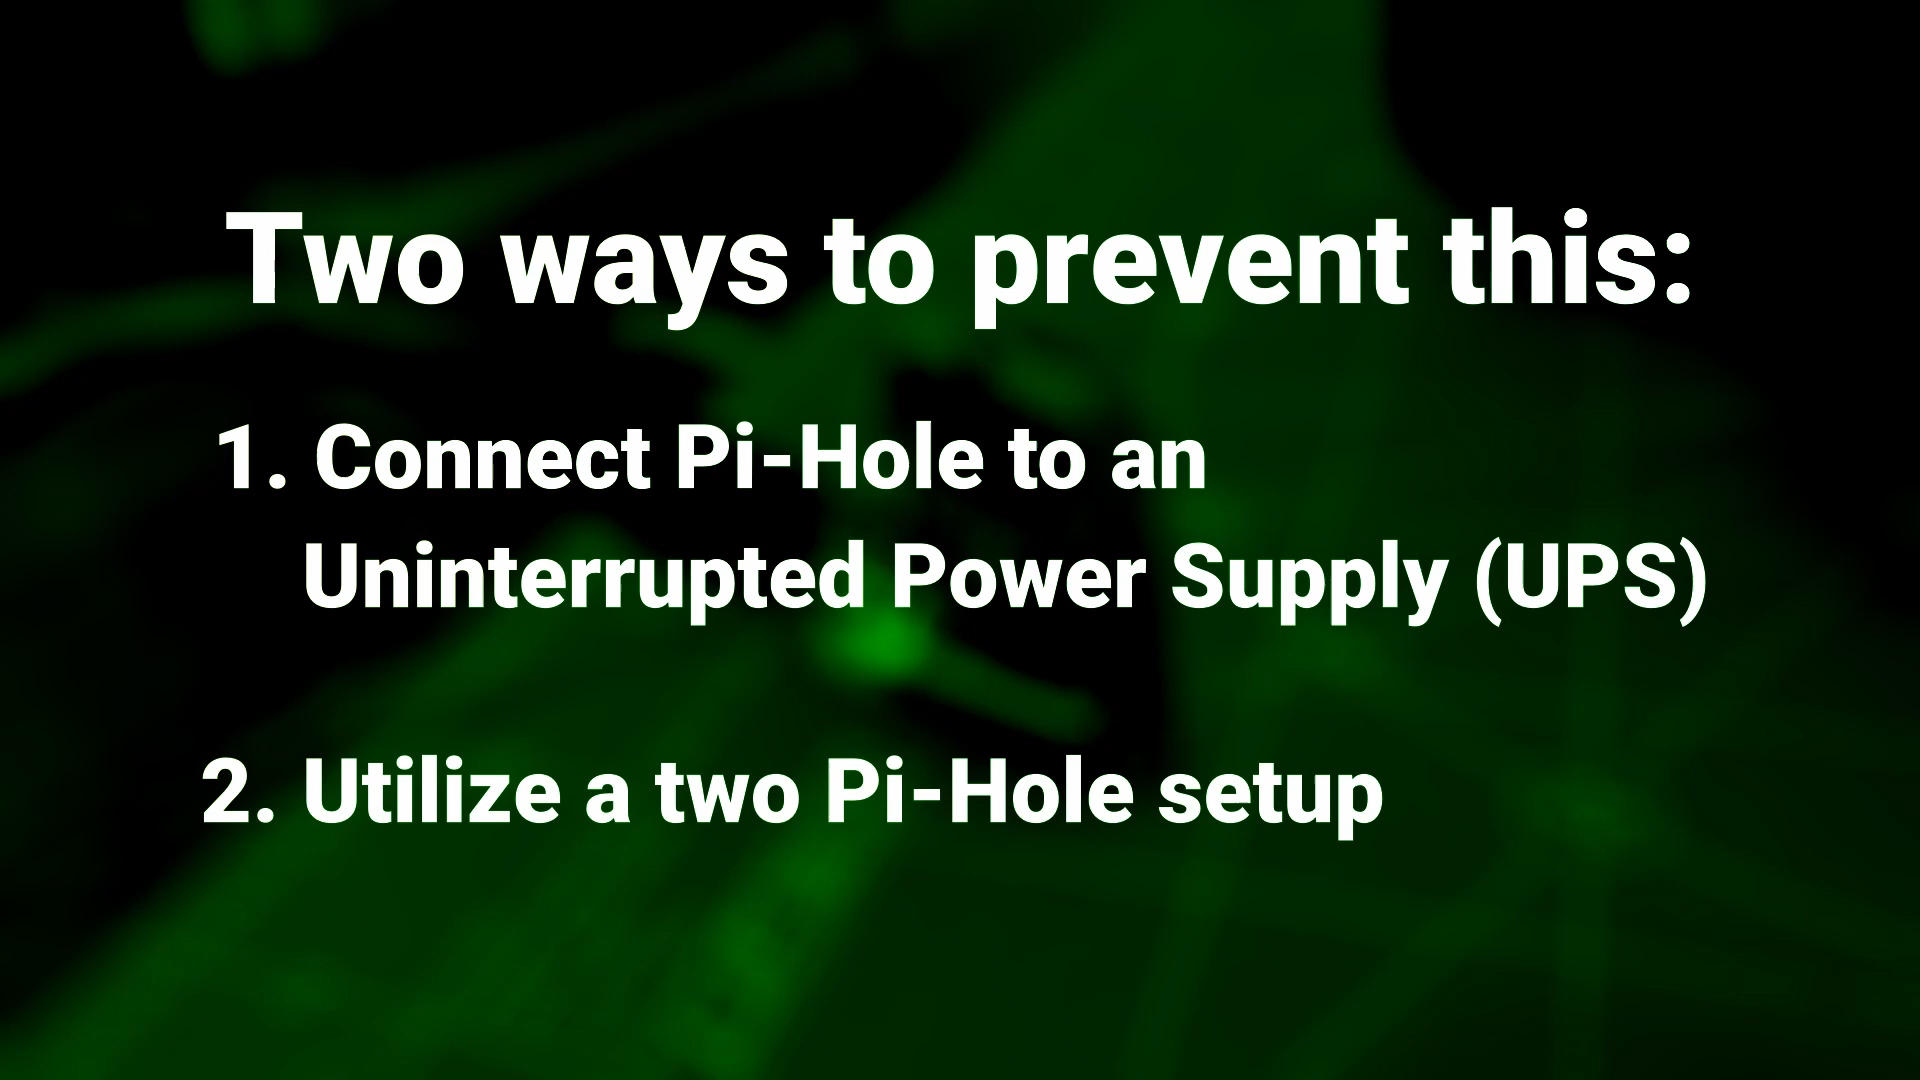 Two ways to prevent this:
1. Connect Pi-Hole to an
Uninterrupted Power Supply (UPS)
2. Utilize a two Pi-Hole setup